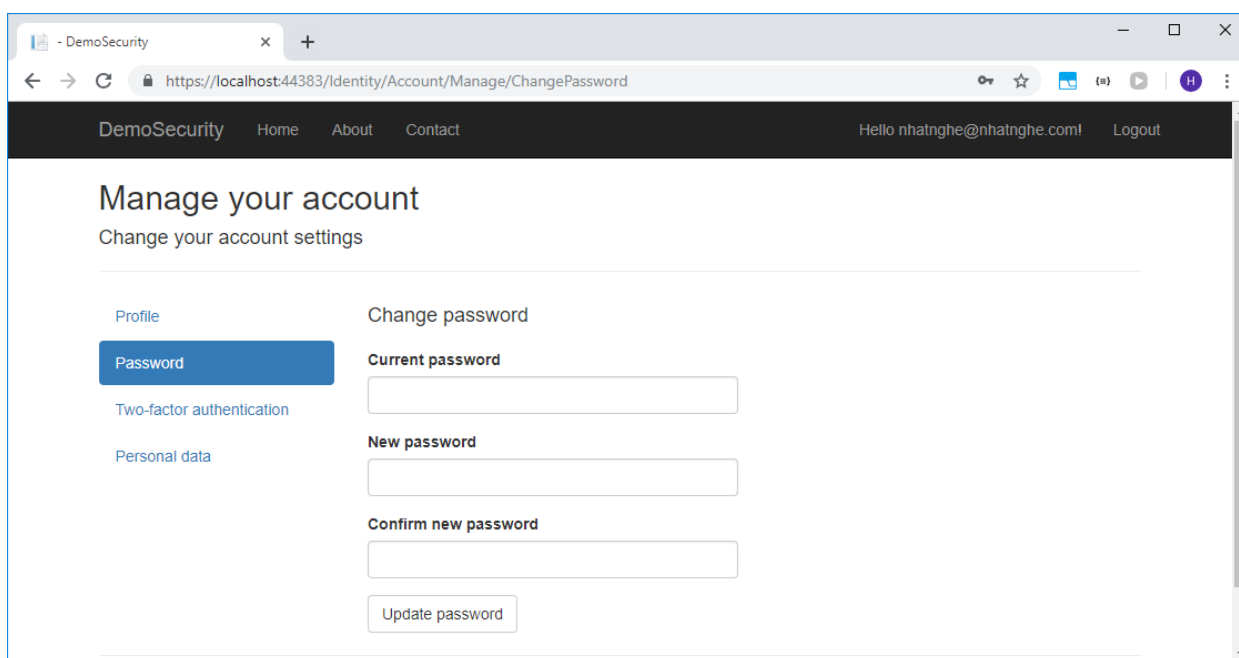 - DemoSecurity
https://localhost:44383/Identity/Account/Manage/ChangePassword
H
DemoSecurity Home About Contact Hello nhatnghe@nhatnghe.com! Logout
Manage your account
Change your account settings
Profile
Password
Two-factor authentication
Personal data
Change password
Current password
New password
Confirm new password
Update password